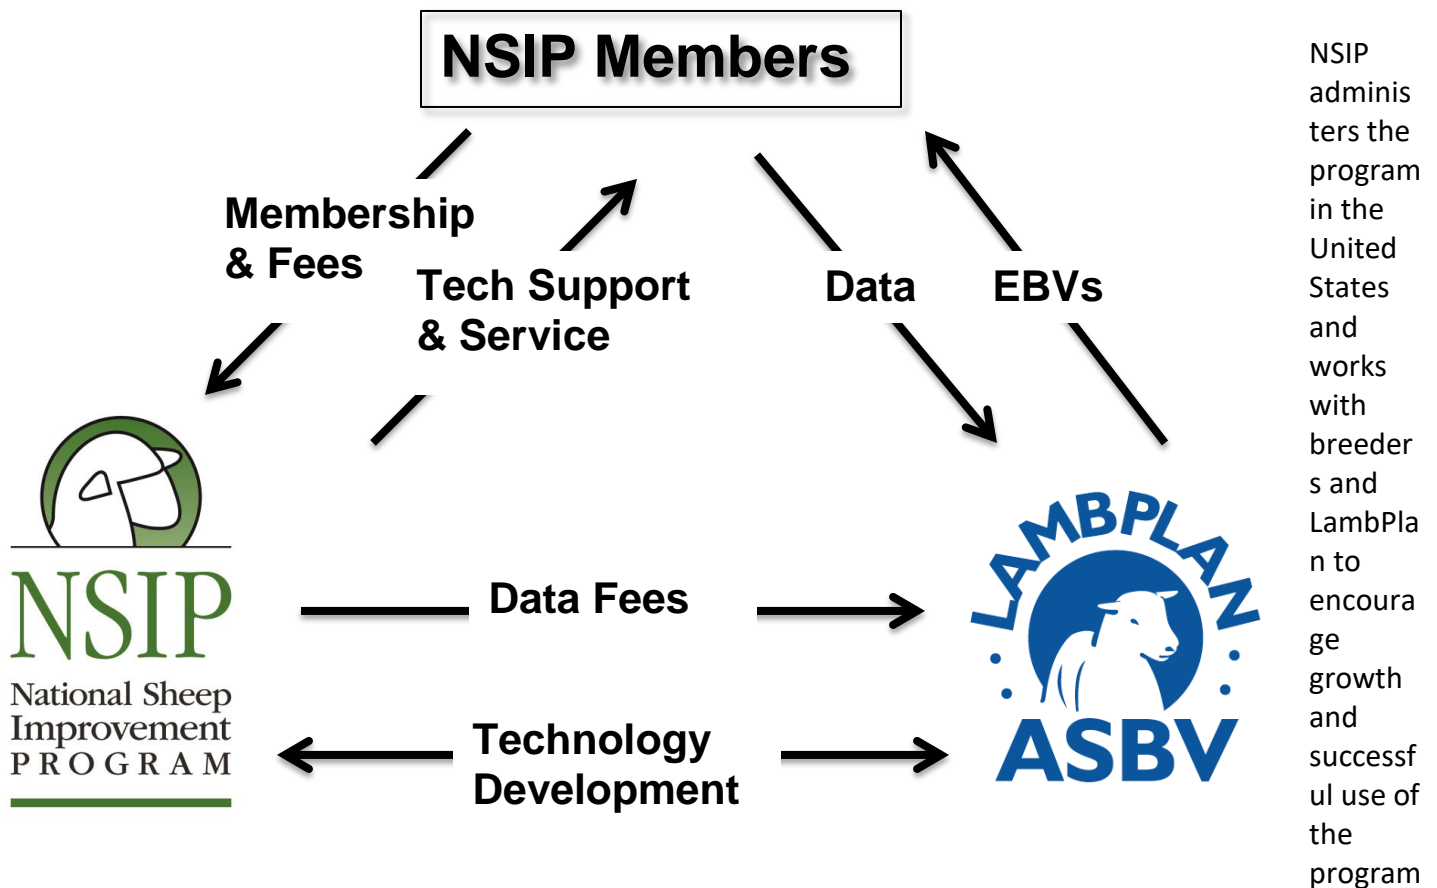 NSIP Members
Membership
& Fees
Tech Support
& Service
Data
EBVs
NSIP
National Sheep
Improvement
PROGRAM
Data Fees
Technology
Development
LAMBPLAN
ASBV
NSIP
adminis
ters the
program
in the
United
States
and
works
with
breeder
s and
LambPla
n to
encoura
ge
growth
and
successf
ul use of
the
program